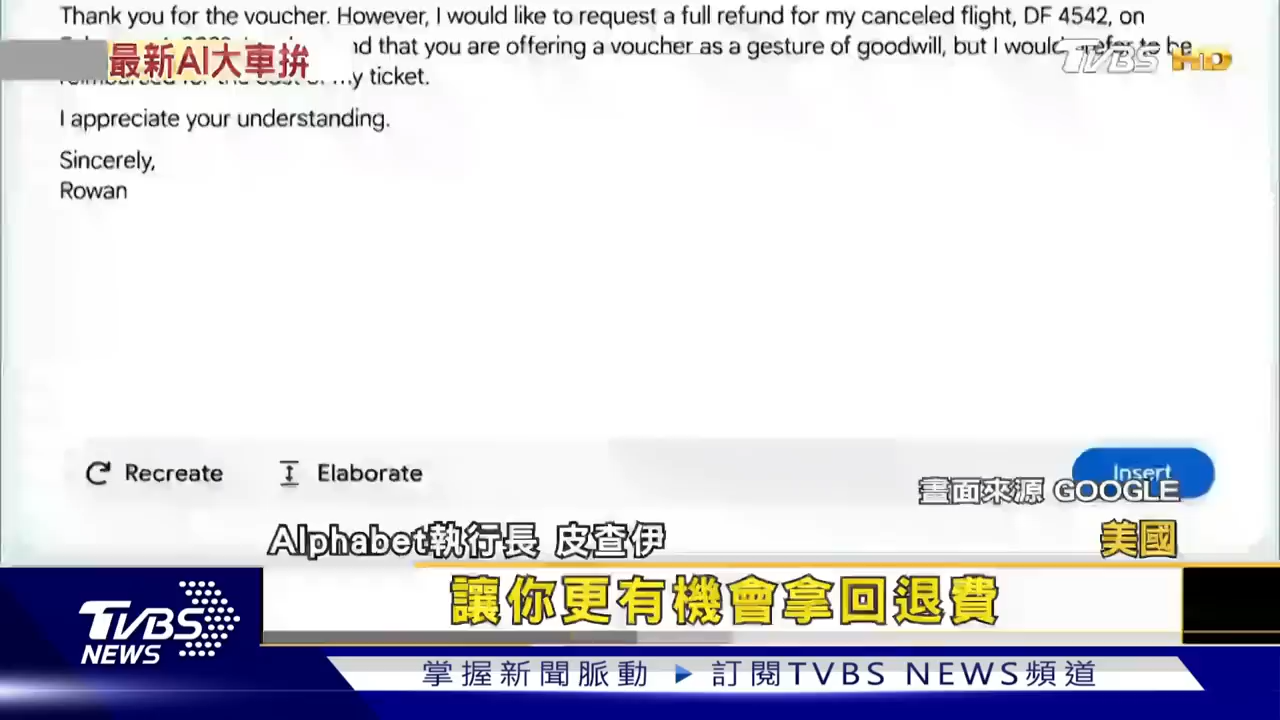 Thank you for the voucher. However, I would like to request a full refund for my canceled flight, DF 4542, on
nd that you are offering a voucher as a gesture of goodwill, but I would prefer to be
最新AI大車拚
TVBS HD
my ticket.
I appreciate your understanding.
Sincerely,
Rowan
Recreate
Elaborate
Insert
畫面來源 GOOGLE
Alphabet執行長 皮查伊
美國
讓你更有機會拿回退費
TVBS NEWS
掌握新聞脈動 ▶ 訂閱TVBS NEWS頻道